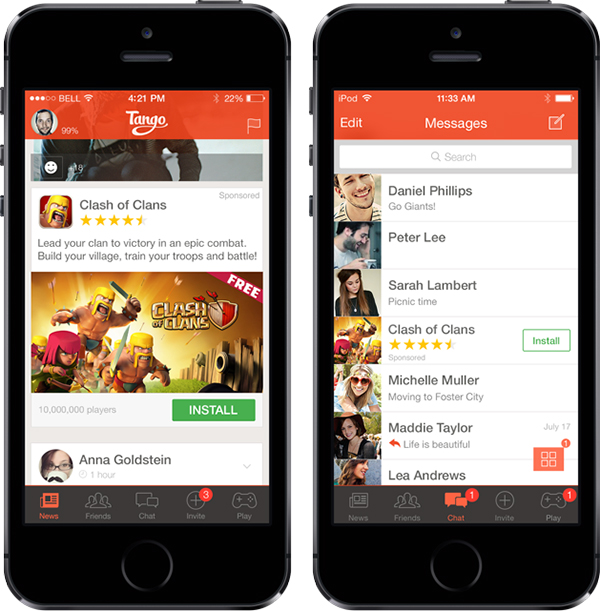 ●●●○○ BELL 4:21 PM 22%
99% Tango
+18
Sponsored
Clash of Clans
Lead your clan to victory in an epic combat.
Build your village, train your troops and battle!
FREE
CLASH OF CLANS
10,000,000 players INSTALL
Anna Goldstein
1 hour
3
News Friends Chat Invite Play
iPod 11:33 AM
Edit Messages
Search
Daniel Phillips
Go Giants!
Peter Lee
Sarah Lambert
Picnic time
Clash of Clans
Install
Sponsored
Michelle Muller
Moving to Foster City
Maddie Taylor July 17
Life is beautiful
1
Lea Andrews
1 1
News Friends Chat Invite Play